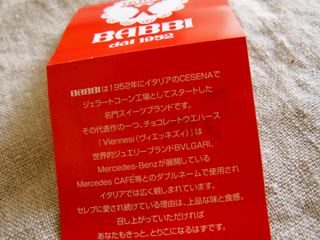 BABBI
dal 1952
BABBIは1952年にイタリアのCESENAで
ジェラートコーン工場としてスタートした
名門スイーツブランドです。
その代表作の一つ、チョコレートウエハース
「Viennesi(ヴィエッネズィ)」は
世界的ジュエリーブランドBVLGARI、
Mercedes-Benzが展開している
Mercedes CAFÉ等とのダブルネームで使用され
イタリアでは広く親しまれています。
セレブに愛され続けている理由は、上品な味と食感。
召し上がっていただければ
あなたもきっと、とりこになるはずです。